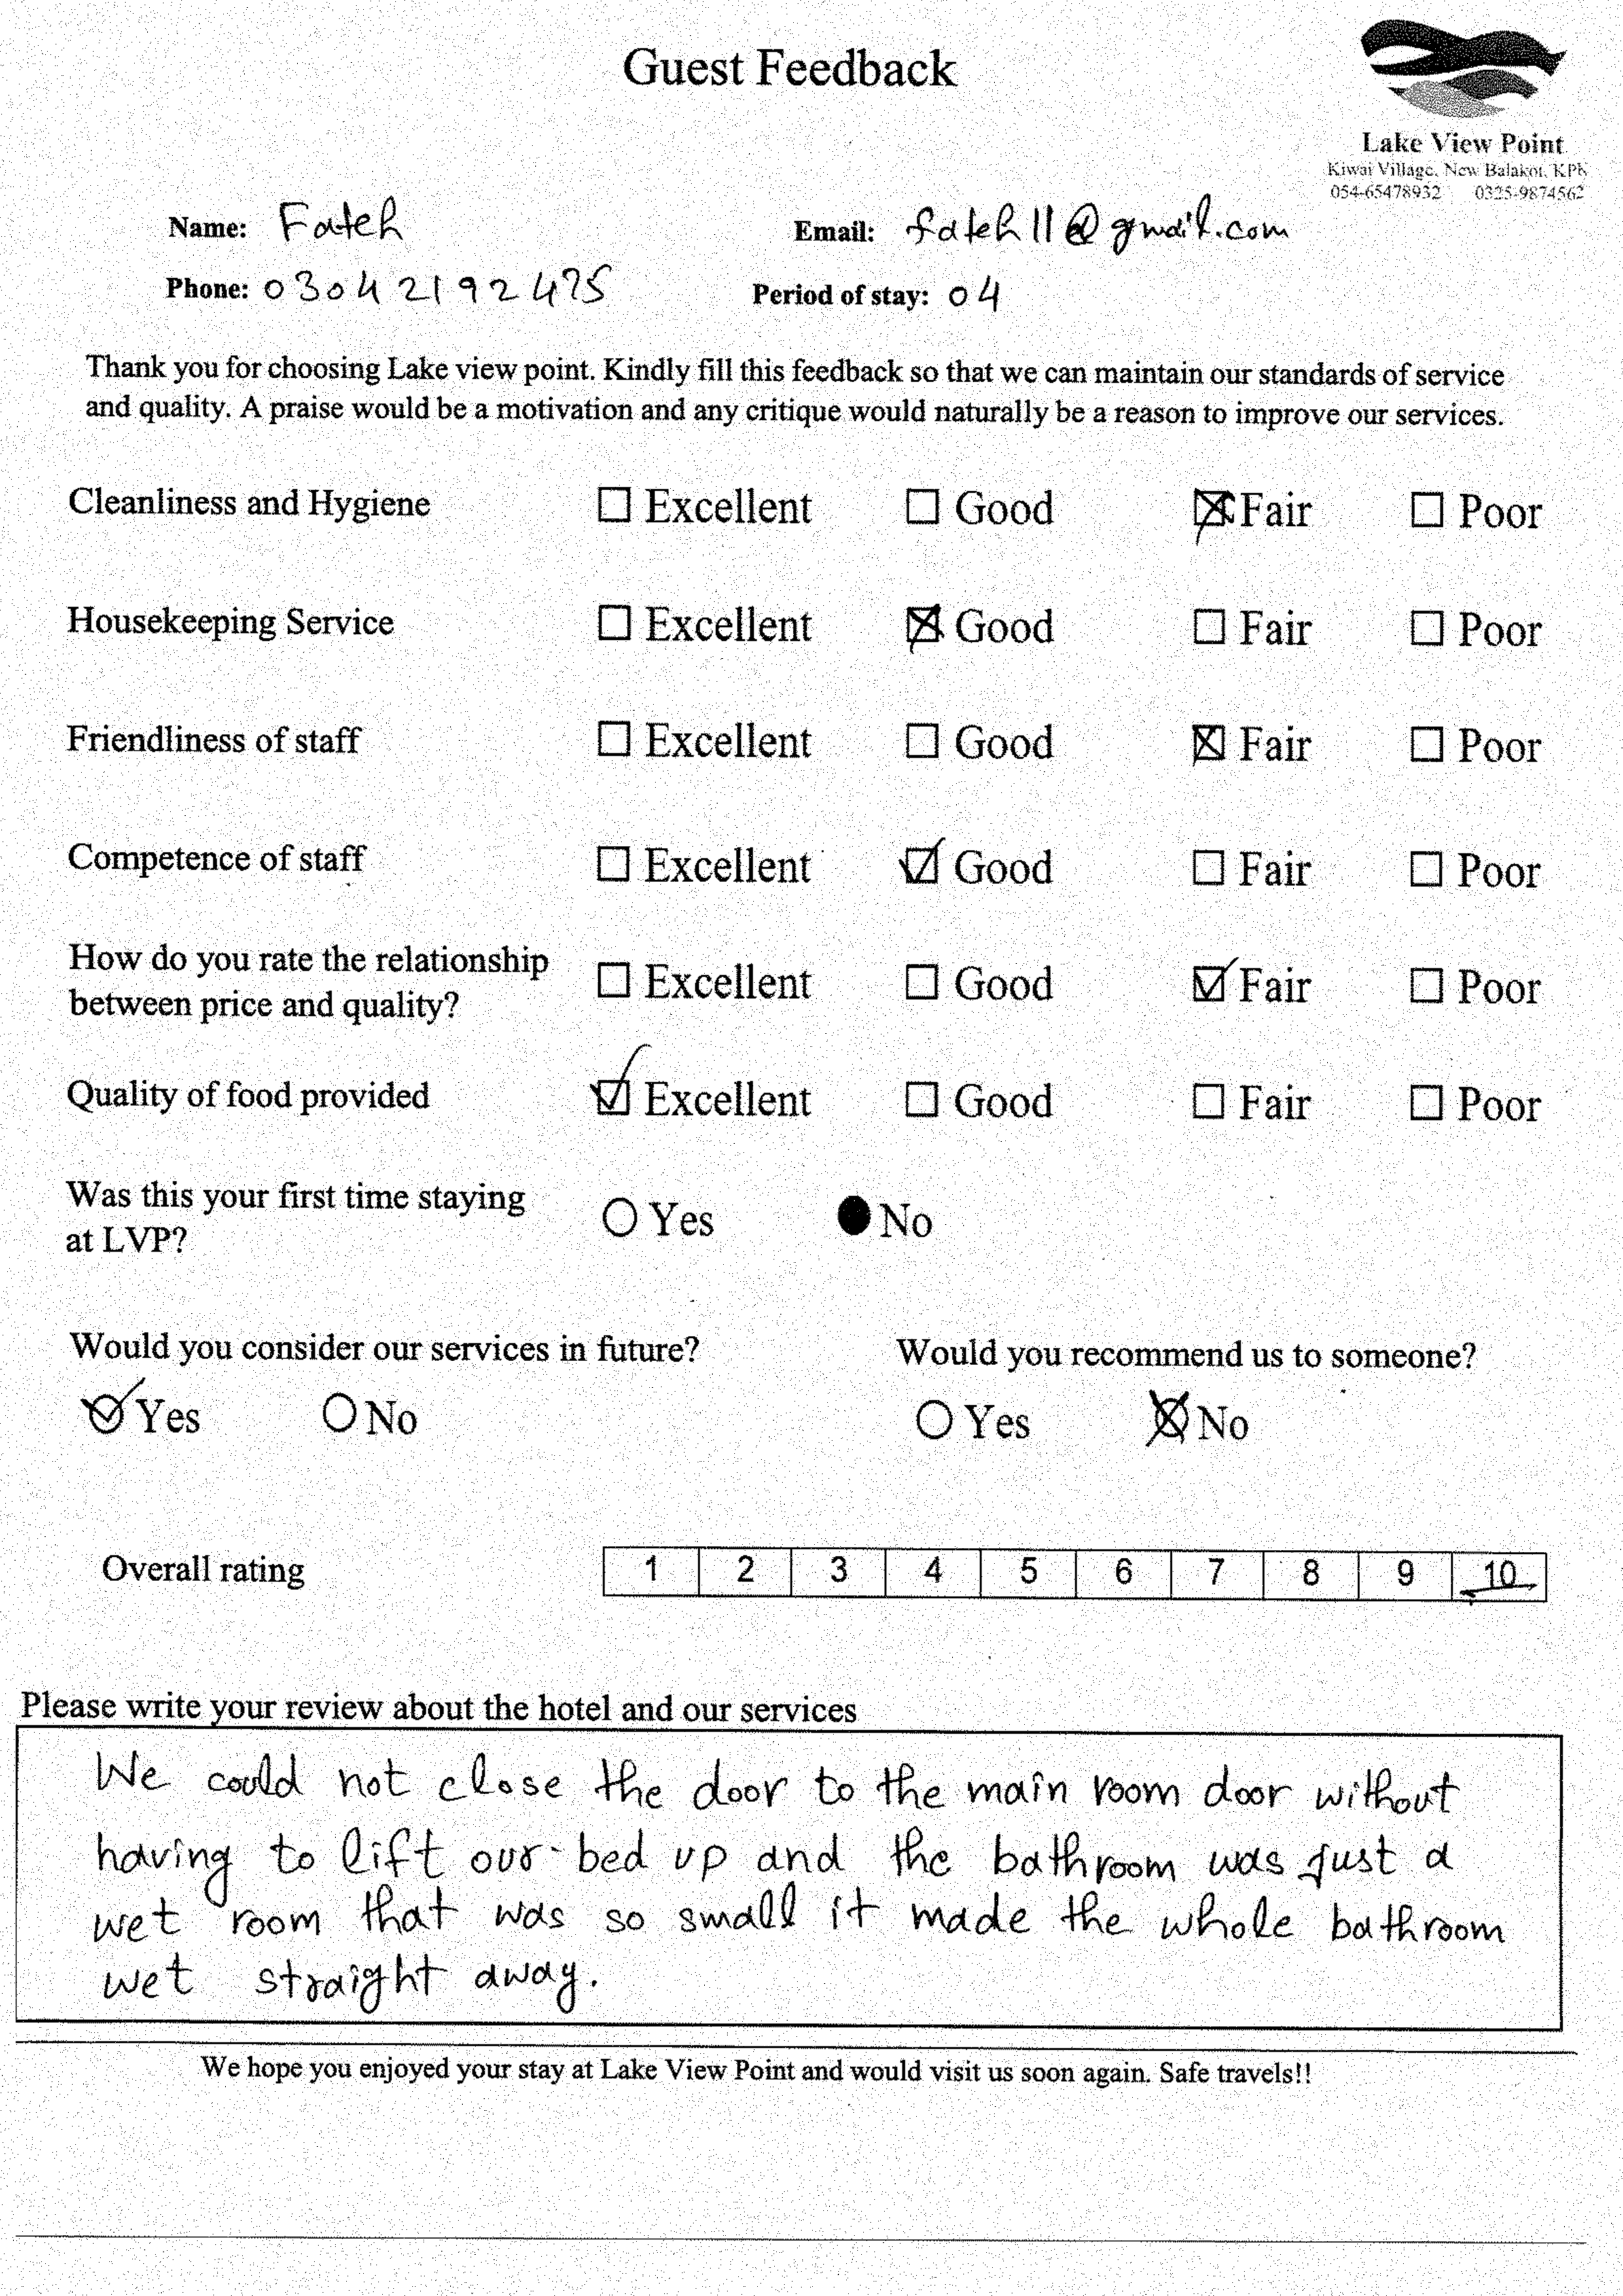 Guest Feedback
Lake View Point
Kiwai Village, New Balakot, KPK
054-65478932 0325-9874562
Name: Fateh Email: fateh11@gmail.com
Phone: 03042192475 Period of stay: 04
Thank you for choosing Lake view point. Kindly fill this feedback so that we can maintain our standards of service
and quality. A praise would be a motivation and any critique would naturally be a reason to improve our services.
Cleanliness and Hygiene ☐ Excellent ☐ Good ☒ Fair ☐ Poor
Housekeeping Service ☐ Excellent ☒ Good ☐ Fair ☐ Poor
Friendliness of staff ☐ Excellent ☐ Good ☒ Fair ☐ Poor
Competence of staff ☐ Excellent ☑ Good ☐ Fair ☐ Poor
How do you rate the relationship
between price and quality? ☐ Excellent ☐ Good ☑ Fair ☐ Poor
Quality of food provided ☑ Excellent ☐ Good ☐ Fair ☐ Poor
Was this your first time staying
at LVP? ○ Yes ● No
Would you consider our services in future? Would you recommend us to someone?
☑ Yes ○ No ○ Yes ☒ No
Overall rating 1 2 3 4 5 6 7 8 9 10
Please write your review about the hotel and our services
We could not close the door to the main room door without
having to lift our bed up and the bathroom was just a
wet room that was so small it made the whole bathroom
wet straight away.
We hope you enjoyed your stay at Lake View Point and would visit us soon again. Safe travels!!